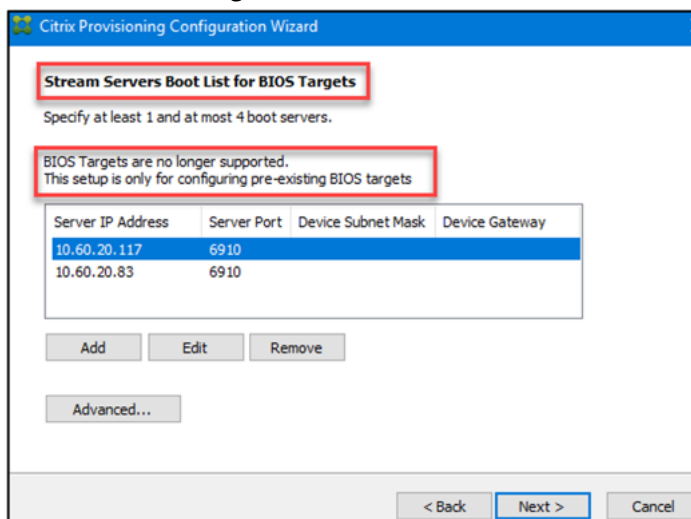 Citrix Provisioning Configuration Wizard
Stream Servers Boot List for BIOS Targets
Specify at least 1 and at most 4 boot servers.
BIOS Targets are no longer supported.
This setup is only for configuring pre-existing BIOS targets
Server IP Address Server Port Device Subnet Mask Device Gateway
10.60.20.117 6910
10.60.20.83 6910
Add Edit Remove
Advanced...
< Back Next > Cancel